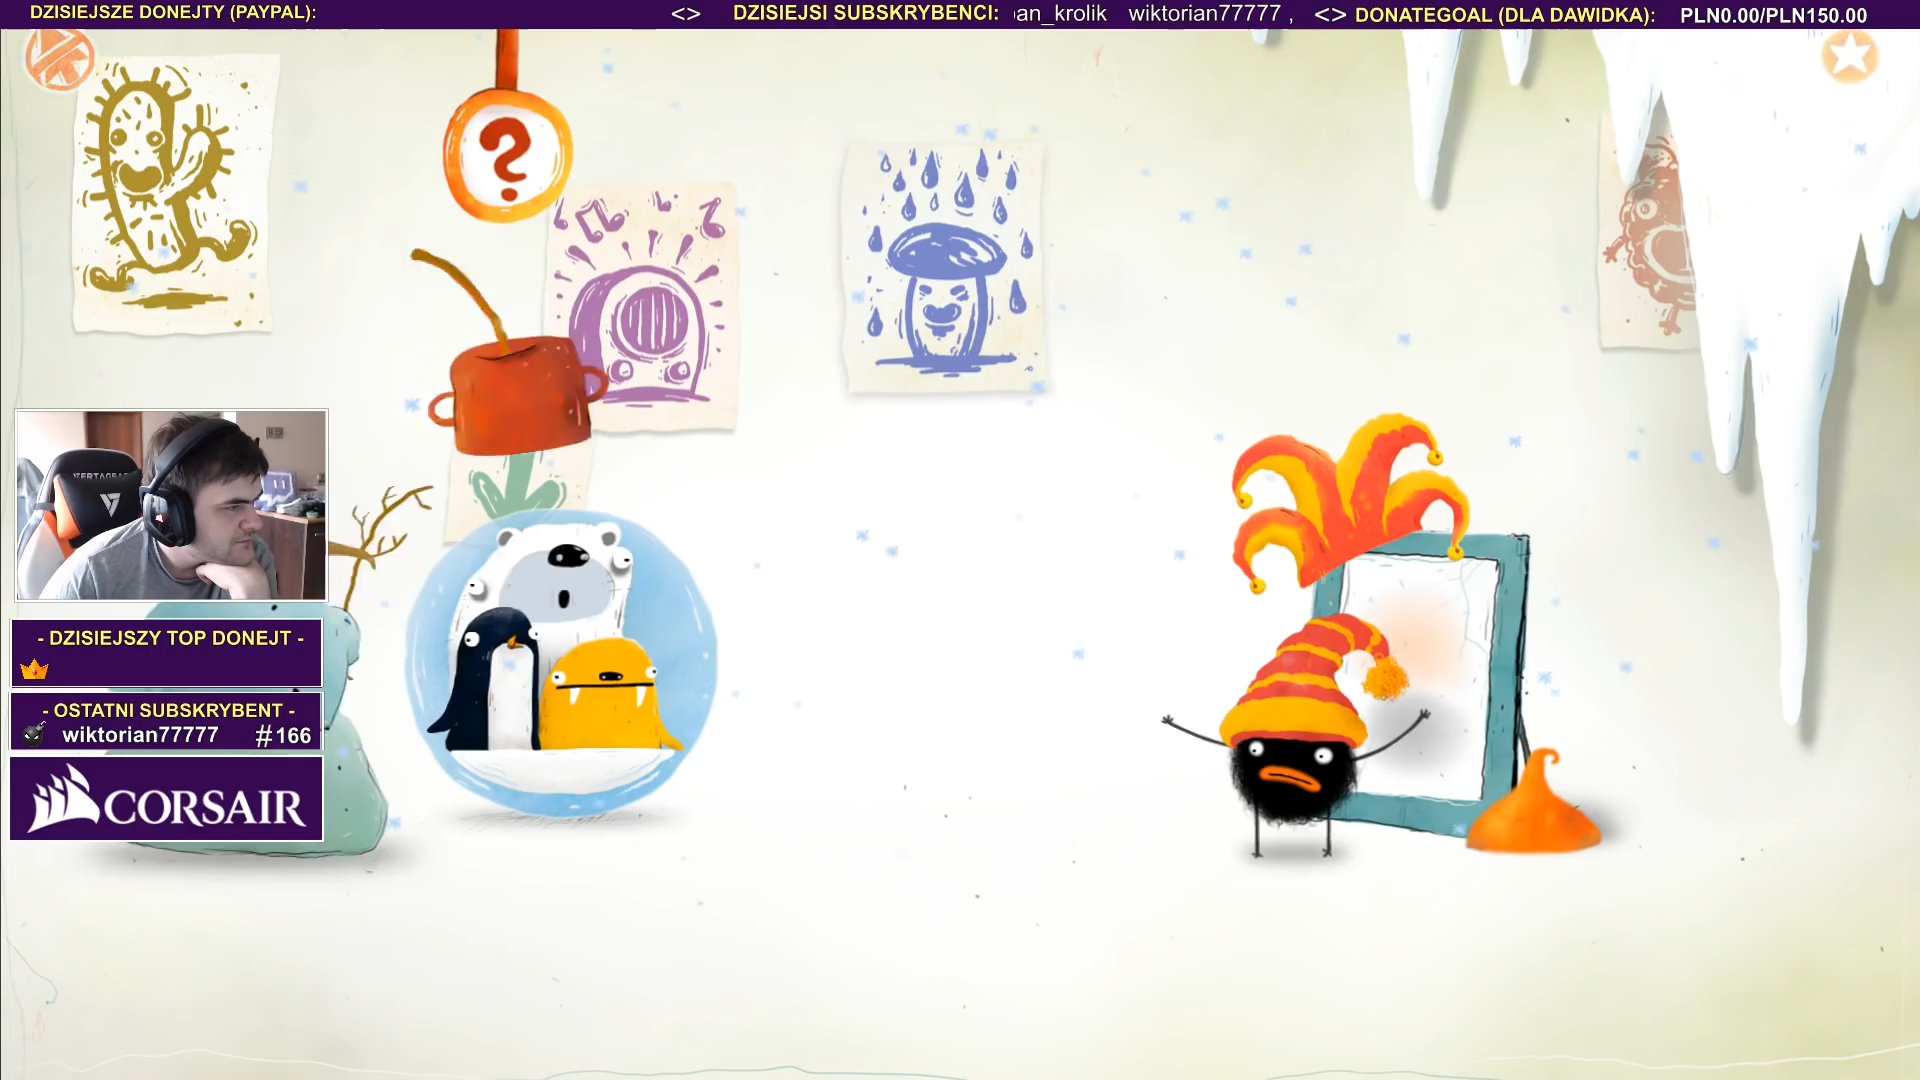 DZISIEJSZE DONEJTY (PAYPAL):
<> DZISIEJSI SUBSKRYBENCI: an_krolik wiktorian77777 , <> DONATEGOAL (DLA DAWIDKA): PLN0.00/PLN150.00
?
- DZISIEJSZY TOP DONEJT -
- OSTATNI SUBSKRYBENT -
wiktorian77777 #166
CORSAIR